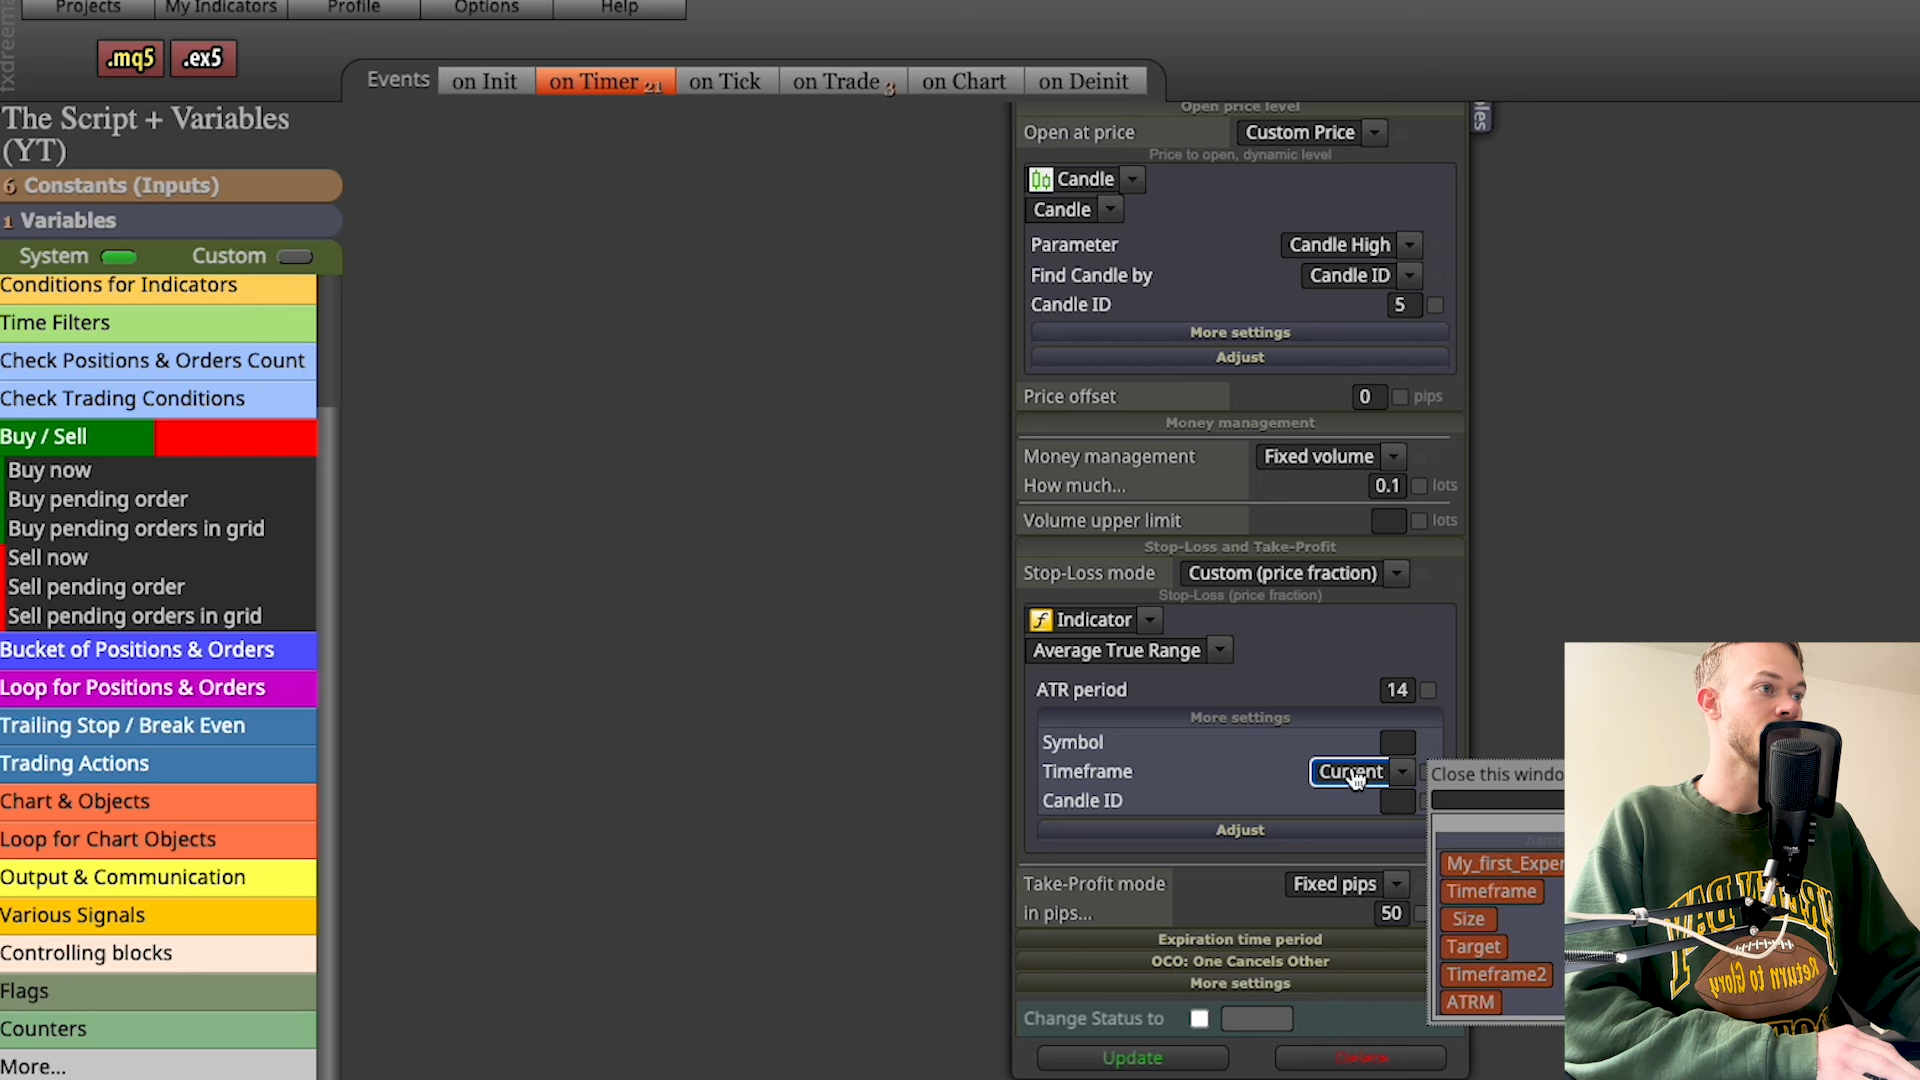 Projects
My Indicators
Profile
Options
Help
.mq5
.ex5
Events
on Init
on Timer 21
on Tick
on Trade 3
on Chart
on Deinit
The Script + Variables
(YT)
6 Constants (Inputs)
1 Variables
System
Custom
Conditions for Indicators
Time Filters
Check Positions & Orders Count
Check Trading Conditions
Buy / Sell
Buy now
Buy pending order
Buy pending orders in grid
Sell now
Sell pending order
Sell pending orders in grid
Bucket of Positions & Orders
Loop for Positions & Orders
Trailing Stop / Break Even
Trading Actions
Chart & Objects
Loop for Chart Objects
Output & Communication
Various Signals
Controlling blocks
Flags
Counters
More...
Open price level
Open at price Custom Price
Price to open, dynamic level
Candle
Candle
Parameter Candle High
Find Candle by Candle ID
Candle ID 5
More settings
Adjust
Price offset 0 pips
Money management
Money management Fixed volume
How much... 0.1 lots
Volume upper limit lots
Stop-Loss and Take-Profit
Stop-Loss mode Custom (price fraction)
Stop-Loss (price fraction)
f Indicator
Average True Range
ATR period 14
More settings
Symbol
Timeframe Current
Candle ID
Adjust
Take-Profit mode Fixed pips
in pips... 50
Expiration time period
OCO: One Cancels Other
More settings
Change Status to
Update
Delete
Close this windo
name
My_first_Exper
Timeframe
Size
Target
Timeframe2
ATRM
Return to Glory